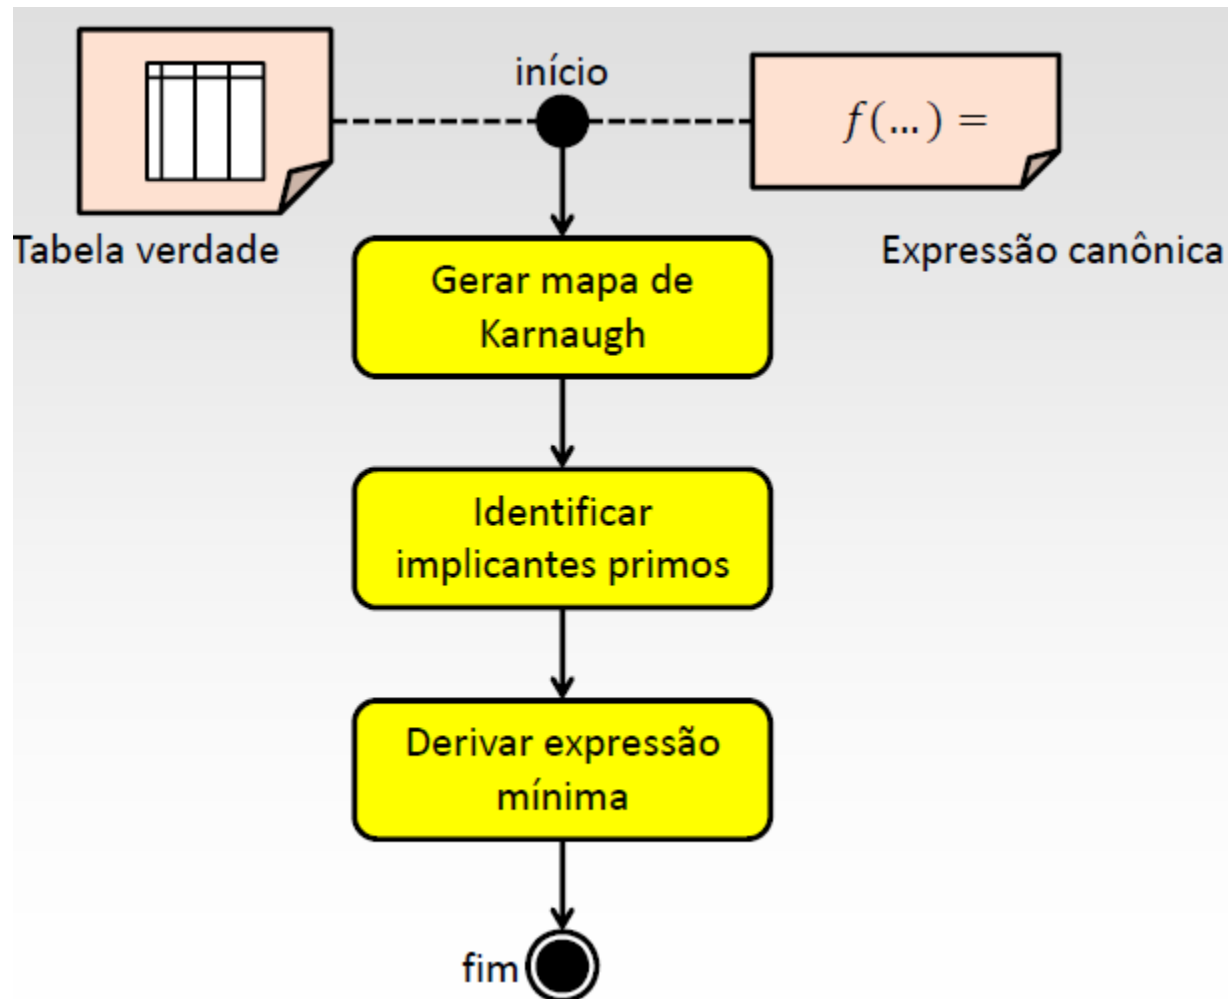 início
f(...) =
Tabela verdade
Expressão canônica
Gerar mapa de
Karnaugh
Identificar
implicantes primos
Derivar expressão
mínima
fim